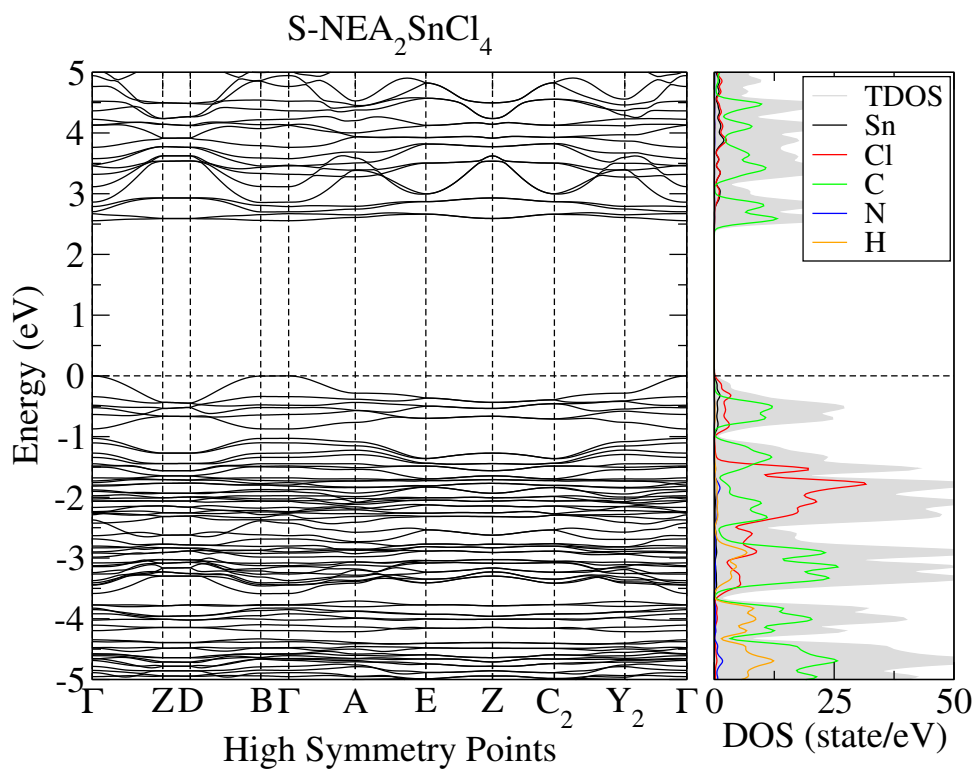 S-NEA₂SnCl₄
Energy (eV)
5
4
3
2
1
0
-1
-2
-3
-4
-5
Γ Z D B Γ A E Z C₂ Y₂ Γ
High Symmetry Points
TDOS
Sn
Cl
C
N
H
0 25 50
DOS (state/eV)